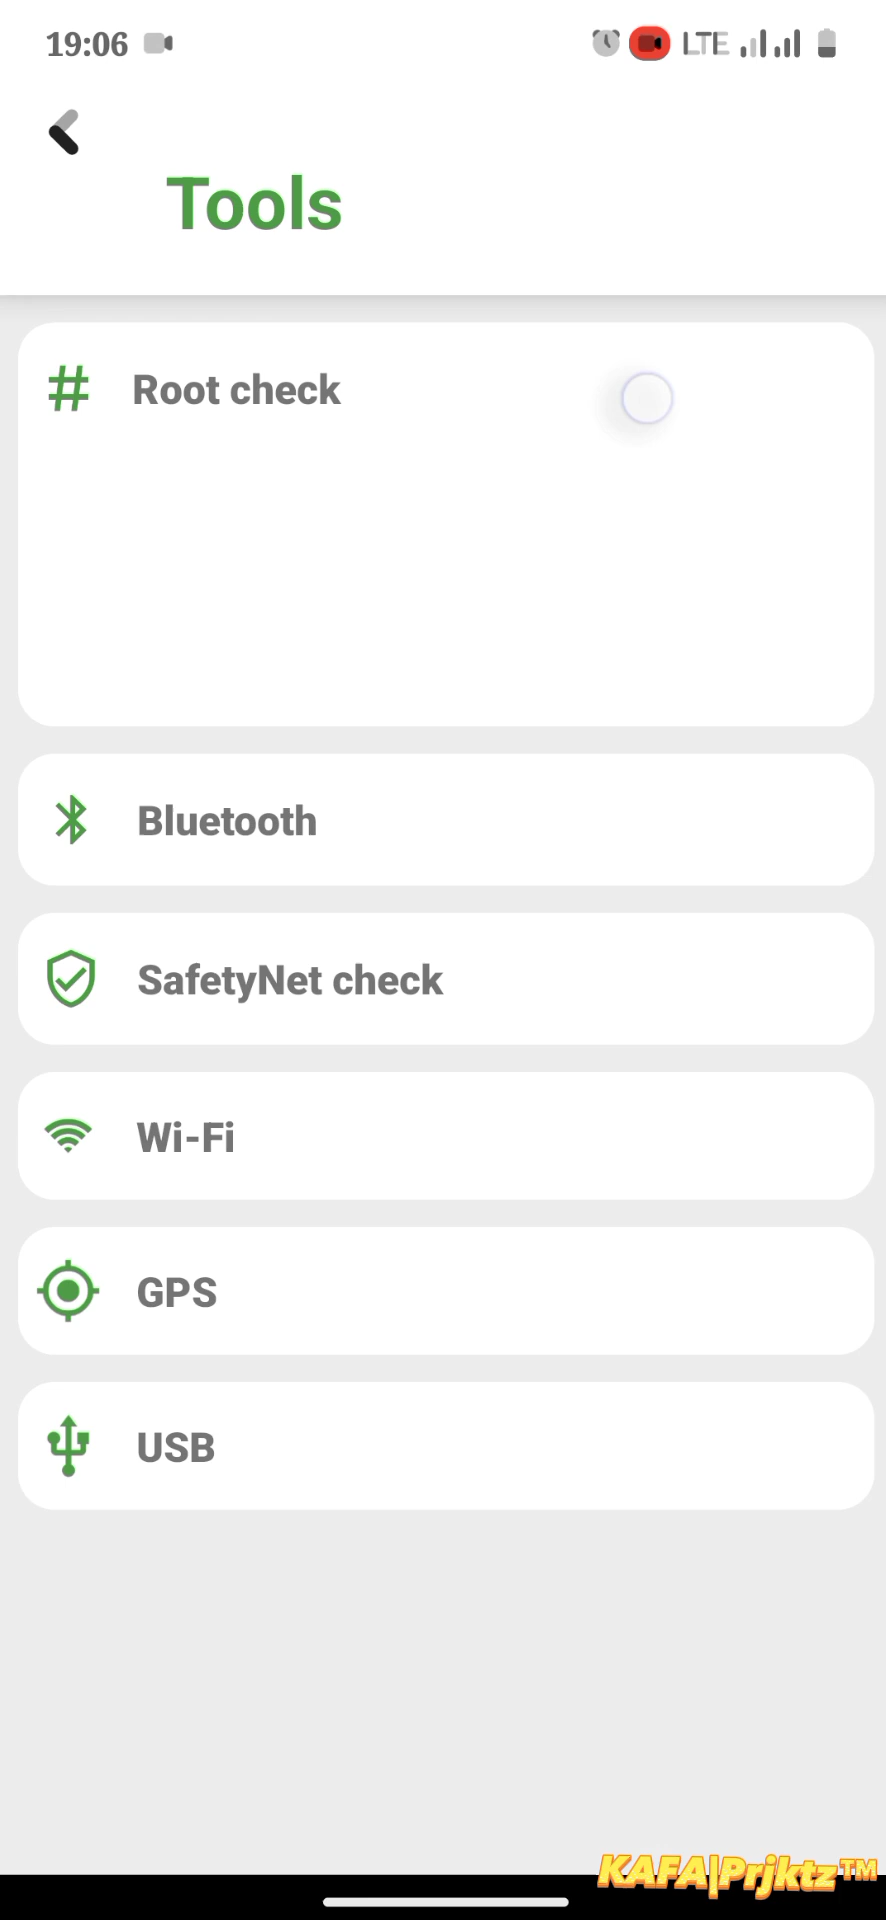 19:06 LTE
Tools
# Root check
Bluetooth
SafetyNet check
Wi-Fi
GPS
USB
KAFA|Prjktz™